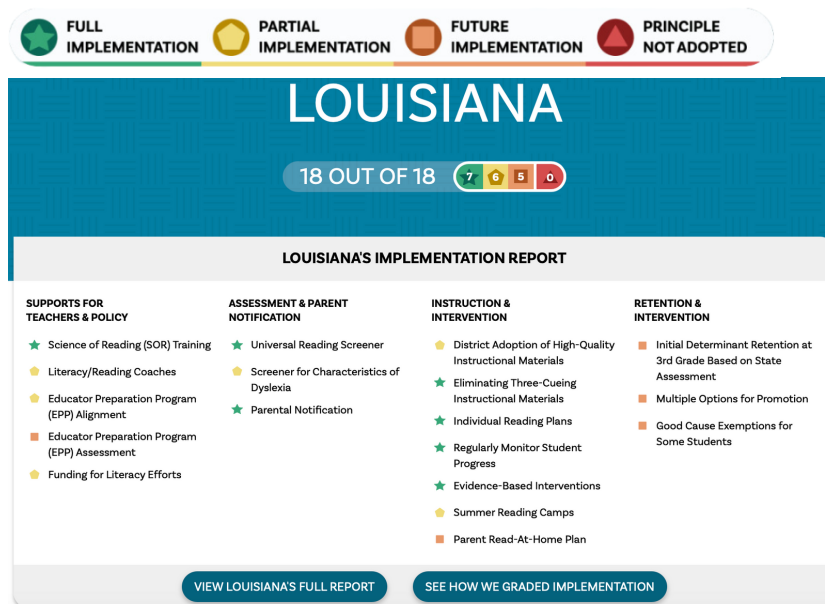 FULL
IMPLEMENTATION
PARTIAL
IMPLEMENTATION
FUTURE
IMPLEMENTATION
PRINCIPLE
NOT ADOPTED
LOUISIANA
18 OUT OF 18
7 6 5 0
LOUISIANA'S IMPLEMENTATION REPORT
SUPPORTS FOR
TEACHERS & POLICY
Science of Reading (SOR) Training
Literacy/Reading Coaches
Educator Preparation Program
(EPP) Alignment
Educator Preparation Program
(EPP) Assessment
Funding for Literacy Efforts
ASSESSMENT & PARENT
NOTIFICATION
Universal Reading Screener
Screener for Characteristics of
Dyslexia
Parental Notification
INSTRUCTION &
INTERVENTION
District Adoption of High-Quality
Instructional Materials
Eliminating Three-Cueing
Instructional Materials
Individual Reading Plans
Regularly Monitor Student
Progress
Evidence-Based Interventions
Summer Reading Camps
Parent Read-At-Home Plan
RETENTION &
INTERVENTION
Initial Determinant Retention at
3rd Grade Based on State
Assessment
Multiple Options for Promotion
Good Cause Exemptions for
Some Students
VIEW LOUISIANA'S FULL REPORT
SEE HOW WE GRADED IMPLEMENTATION